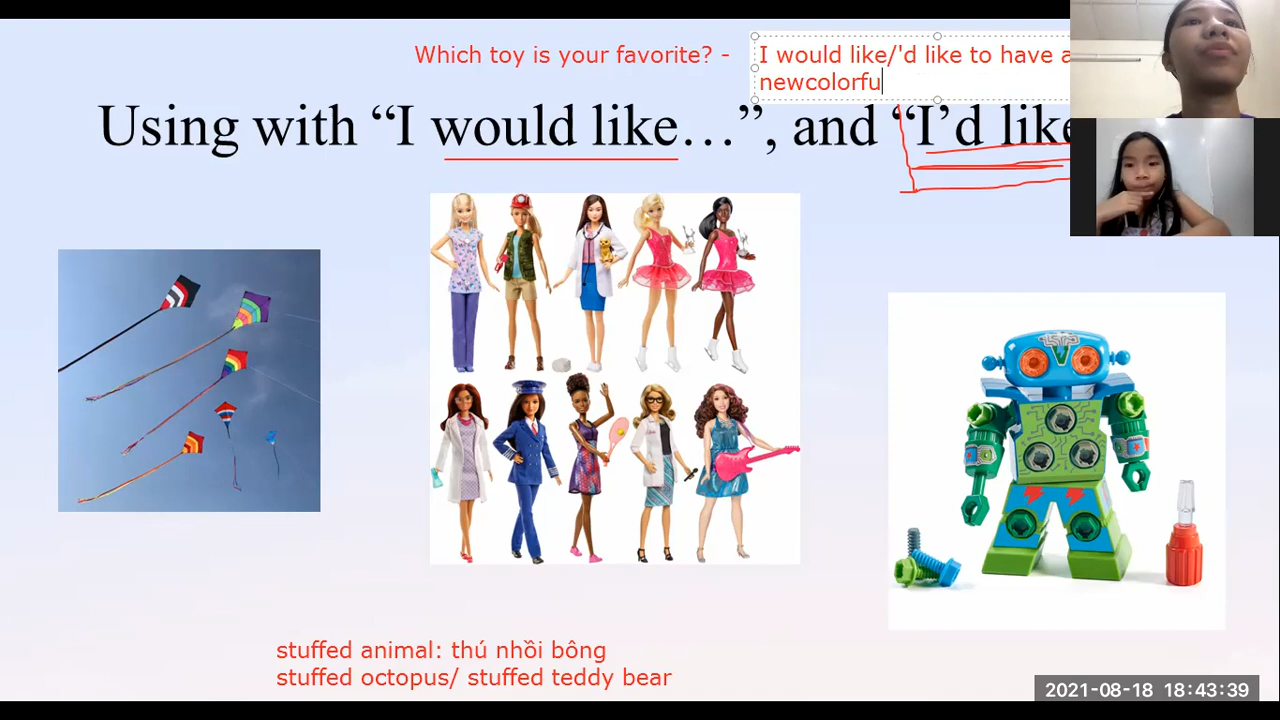 Which toy is your favorite? - I would like/'d like to have a
newcolorfu
Using with “I would like…”, and “I’d like
stuffed animal: thú nhồi bông
stuffed octopus/ stuffed teddy bear
2021-08-18 18:43:39